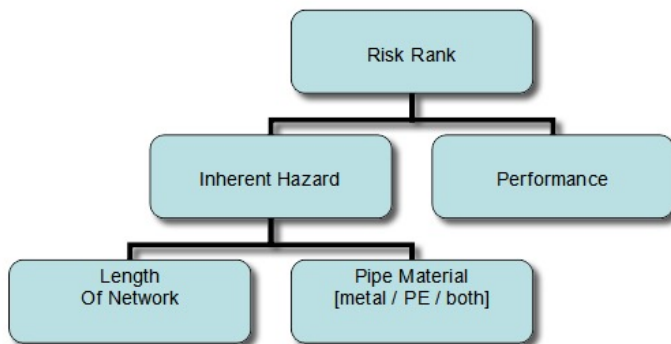 Risk Rank
Inherent Hazard
Performance
Length
Of Network
Pipe Material
[metal / PE / both]